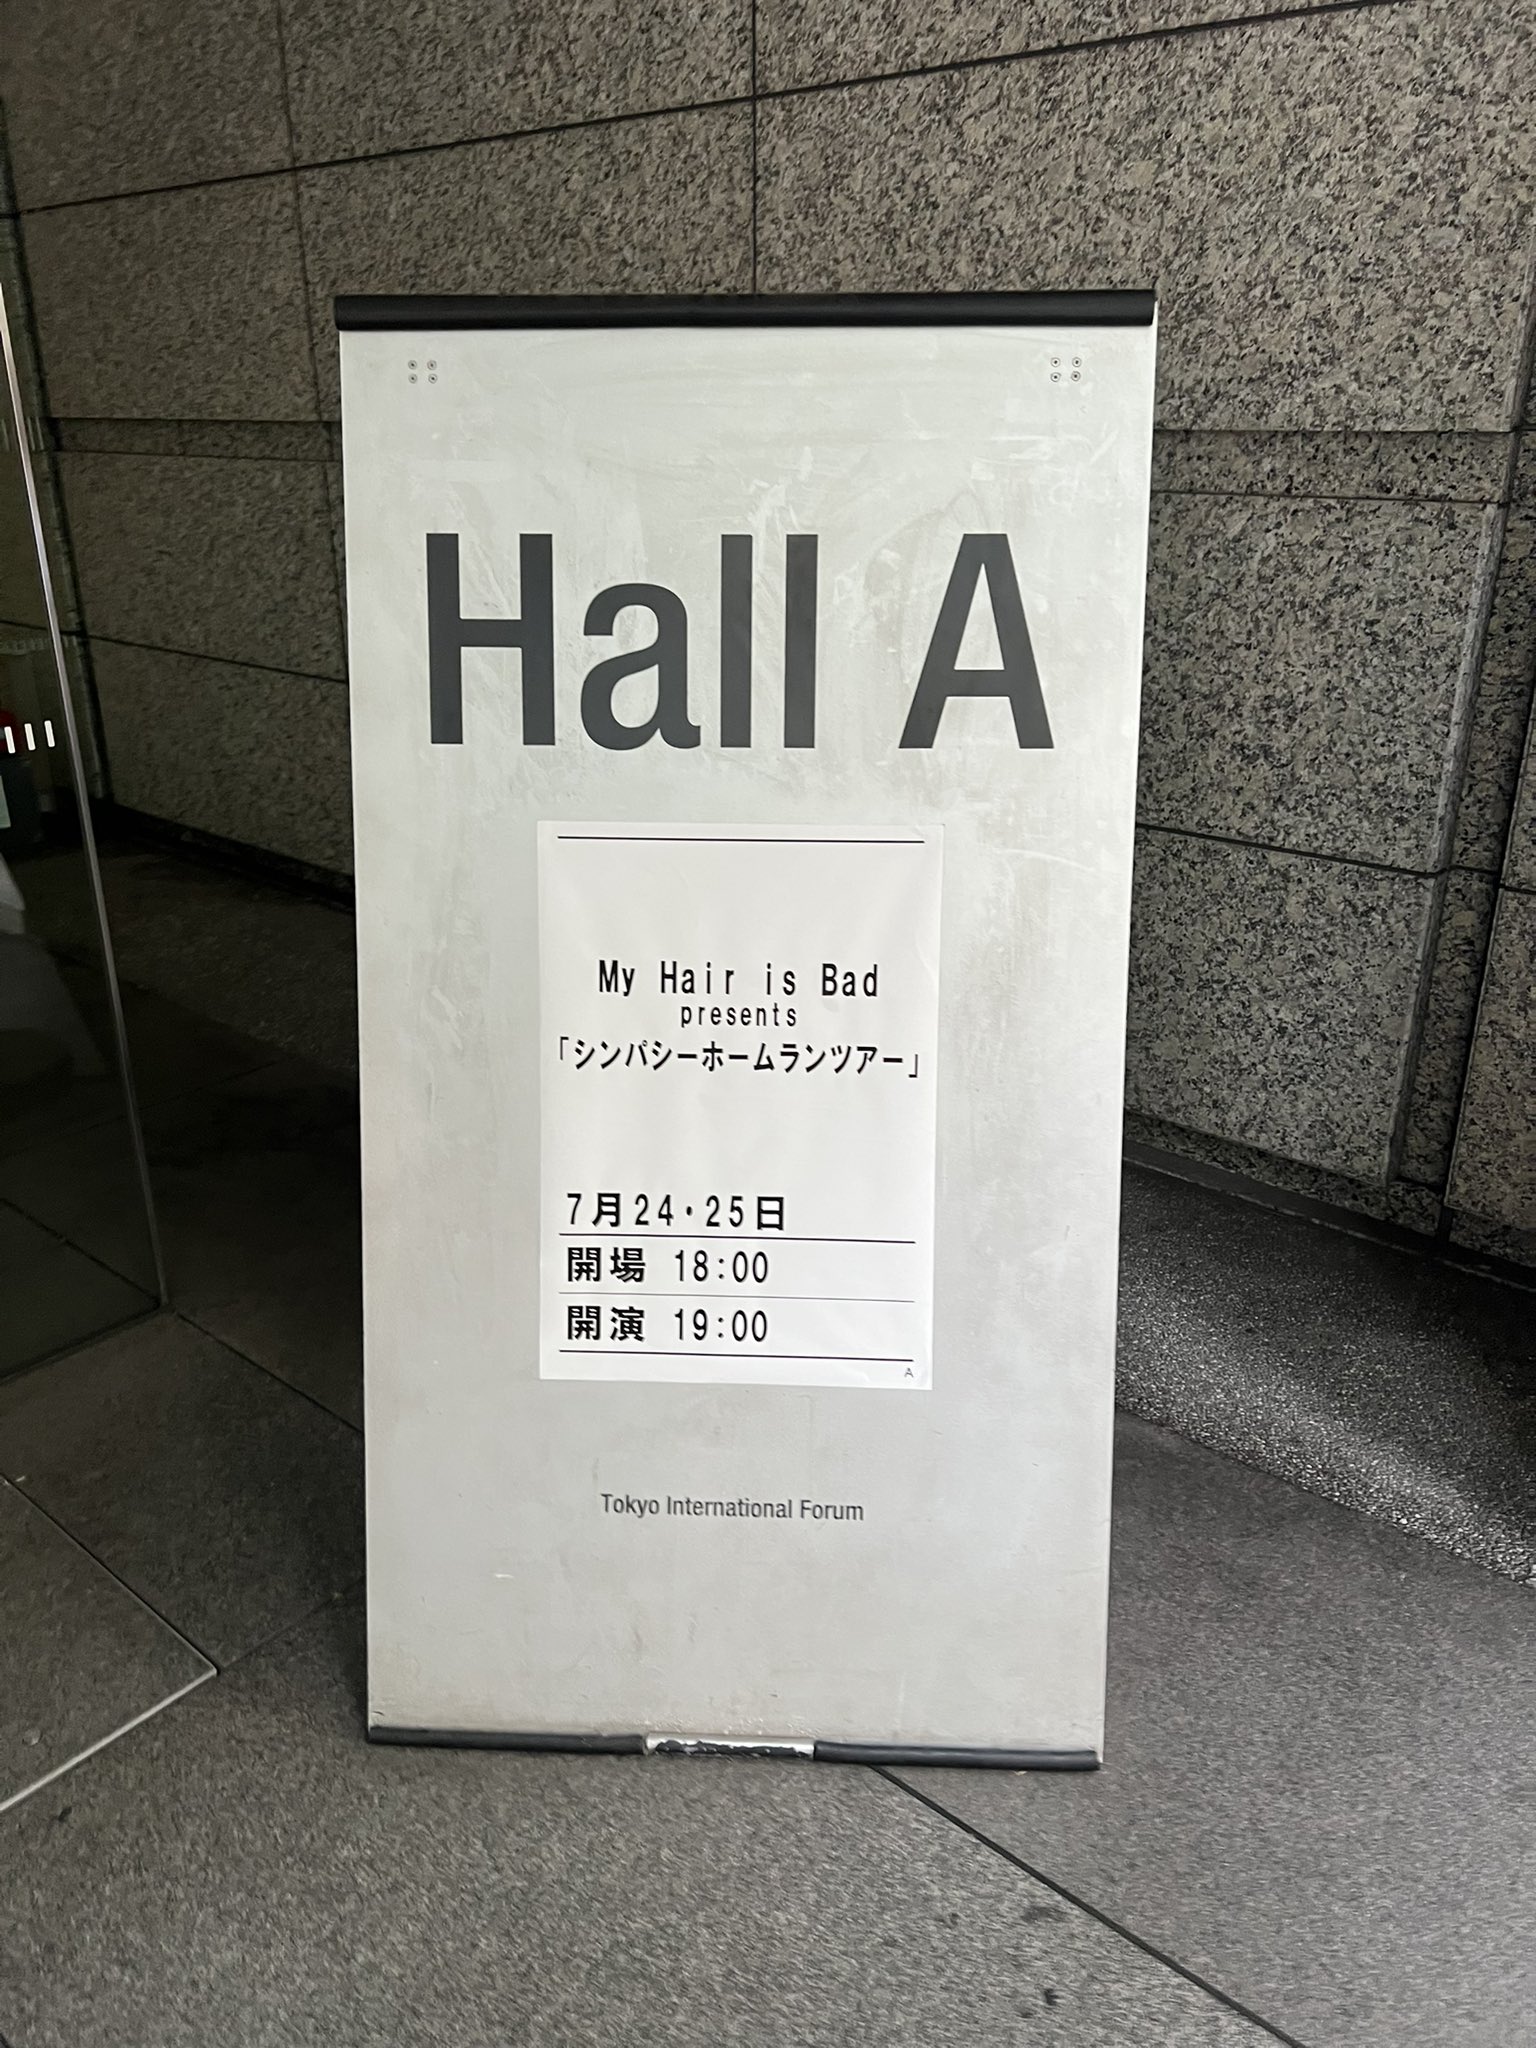 Hall A
My Hair is Bad
presents
「シンパシーホームランツアー」
7月24・25日
開場 18:00
開演 19:00
A
Tokyo International Forum